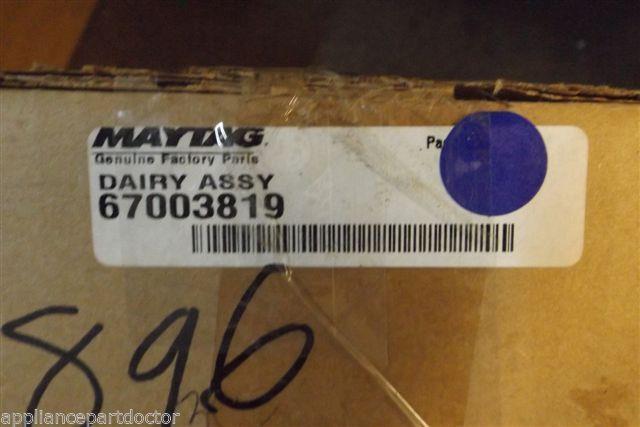 MAYTAG
Genuine Factory Parts
DAIRY ASSY
67003819
896
appliancepartdoctor